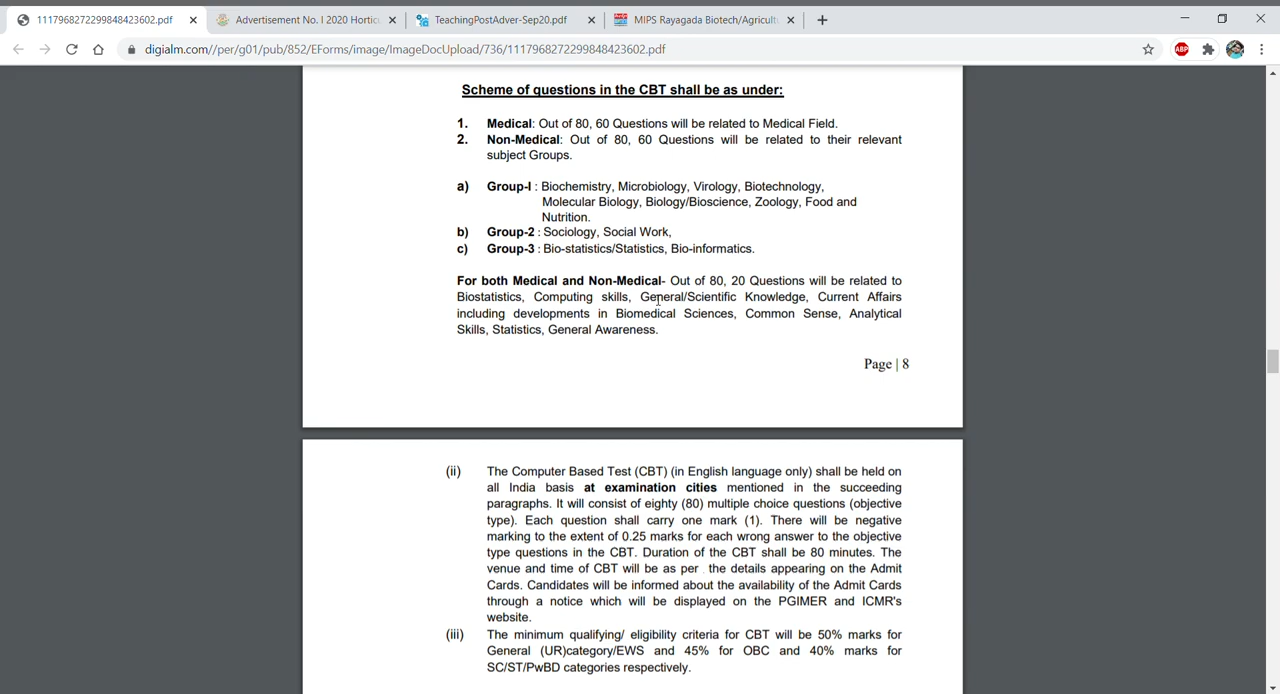 111796827229984842​3602.pdf
Advertisement No. I 2020 Hortic
TeachingPostAdver-Sep20.pdf
MIPS Rayagada Biotech/Agricult
digialm.com//per/g01/pub/852/EForms/image/ImageDocUpload/736/1117968272299848423602.pdf
ABP
Scheme of questions in the CBT shall be as under:
1. Medical: Out of 80, 60 Questions will be related to Medical Field.
2. Non-Medical: Out of 80, 60 Questions will be related to their relevant
subject Groups.
a) Group-I : Biochemistry, Microbiology, Virology, Biotechnology,
Molecular Biology, Biology/Bioscience, Zoology, Food and
Nutrition.
b) Group-2 : Sociology, Social Work,
c) Group-3 : Bio-statistics/Statistics, Bio-informatics.
For both Medical and Non-Medical- Out of 80, 20 Questions will be related to
Biostatistics, Computing skills, General/Scientific Knowledge, Current Affairs
including developments in Biomedical Sciences, Common Sense, Analytical
Skills, Statistics, General Awareness.
Page | 8
(ii) The Computer Based Test (CBT) (in English language only) shall be held on
all India basis at examination cities mentioned in the succeeding
paragraphs. It will consist of eighty (80) multiple choice questions (objective
type). Each question shall carry one mark (1). There will be negative
marking to the extent of 0.25 marks for each wrong answer to the objective
type questions in the CBT. Duration of the CBT shall be 80 minutes. The
venue and time of CBT will be as per . the details appearing on the Admit
Cards. Candidates will be informed about the availability of the Admit Cards
through a notice which will be displayed on the PGIMER and ICMR's
website.
(iii) The minimum qualifying/ eligibility criteria for CBT will be 50% marks for
General (UR)category/EWS and 45% for OBC and 40% marks for
SC/ST/PwBD categories respectively.